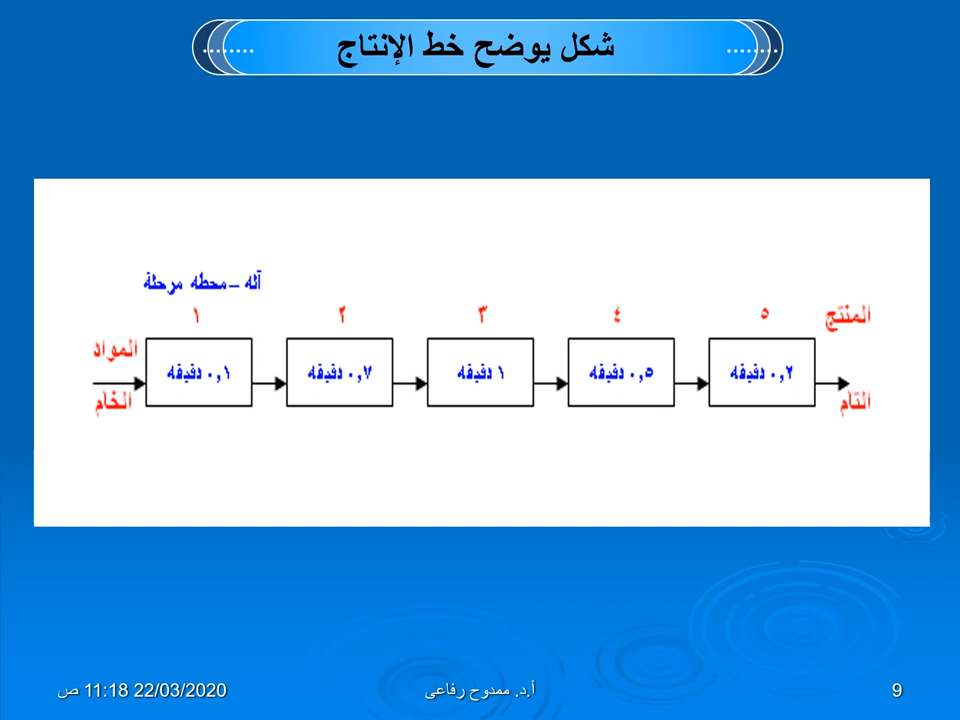 شكل يوضح خط الإنتاج
آله – محطه مرحلة
١ ٢ ٣ ٤ ٥
المواد
الخام
٠,١ دقيقه
٠,٧ دقيقه
١ دقيقه
٠,٥ دقيقه
٠,٢ دقيقه
المنتج
التام
22/03/2020 11:18 ص
أ.د. ممدوح رفاعى
9